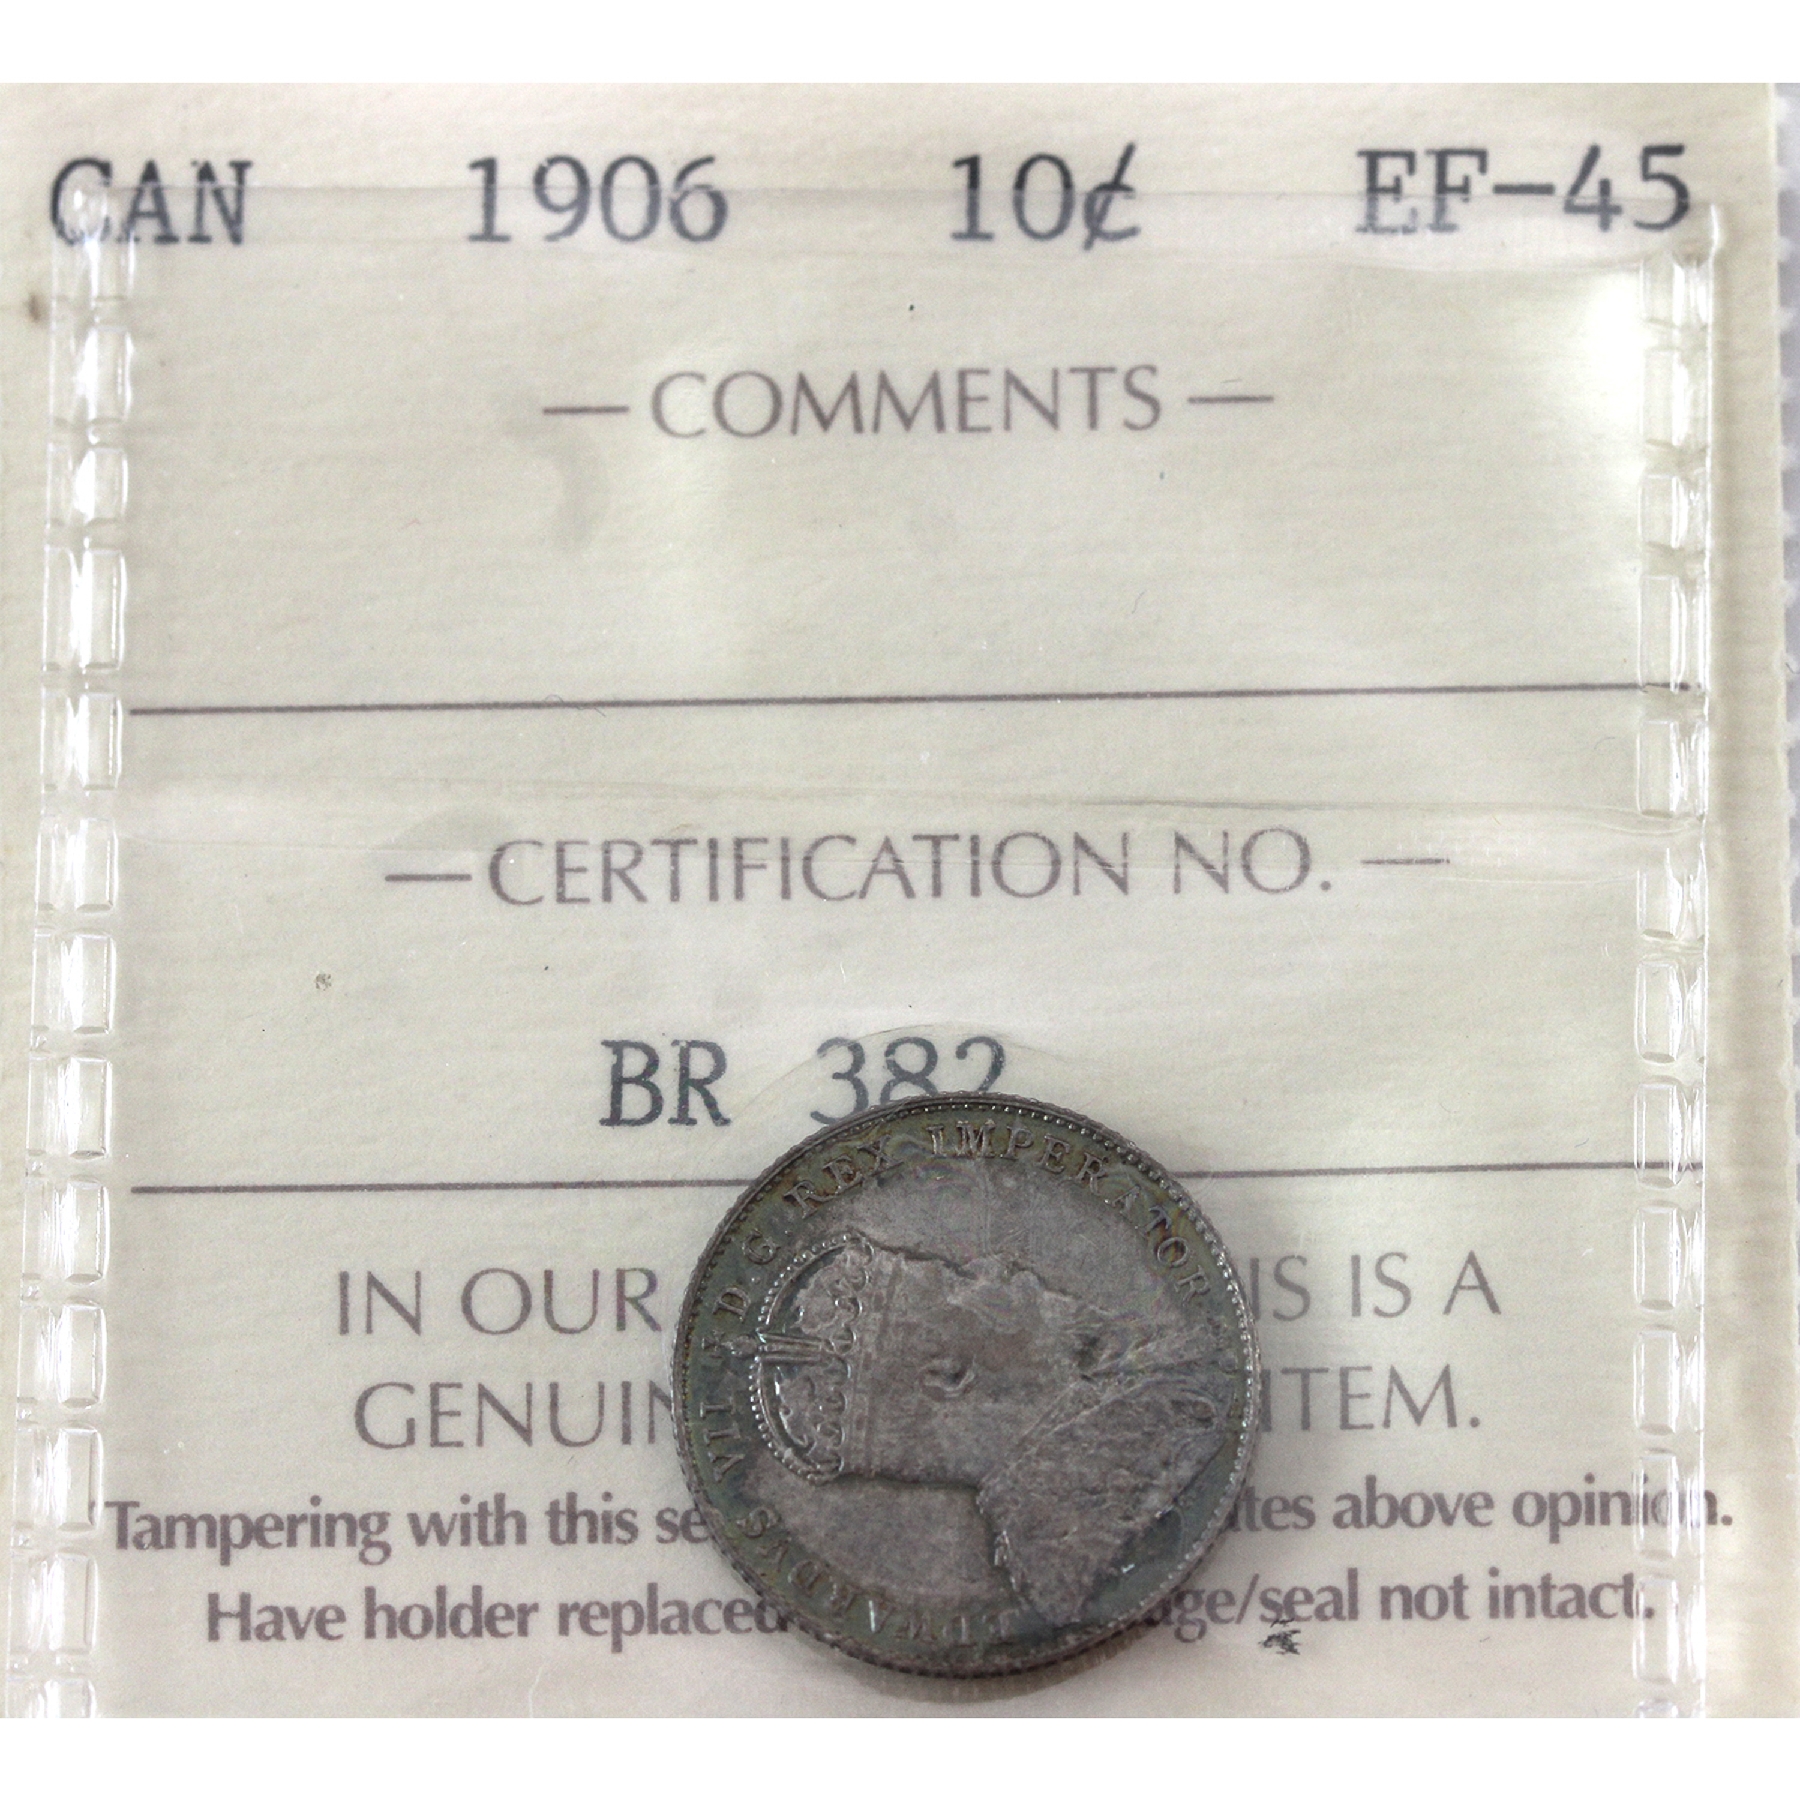 CAN 1906 10¢ EF-45
— COMMENTS —
— CERTIFICATION NO. —
BR 382
IN OUR IS IS A
GENUIN ITEM.
Tampering with this se tes above opinion.
Have holder replaced ge/seal not intact.
EDWARDVS VII D.G. REX IMPERATOR